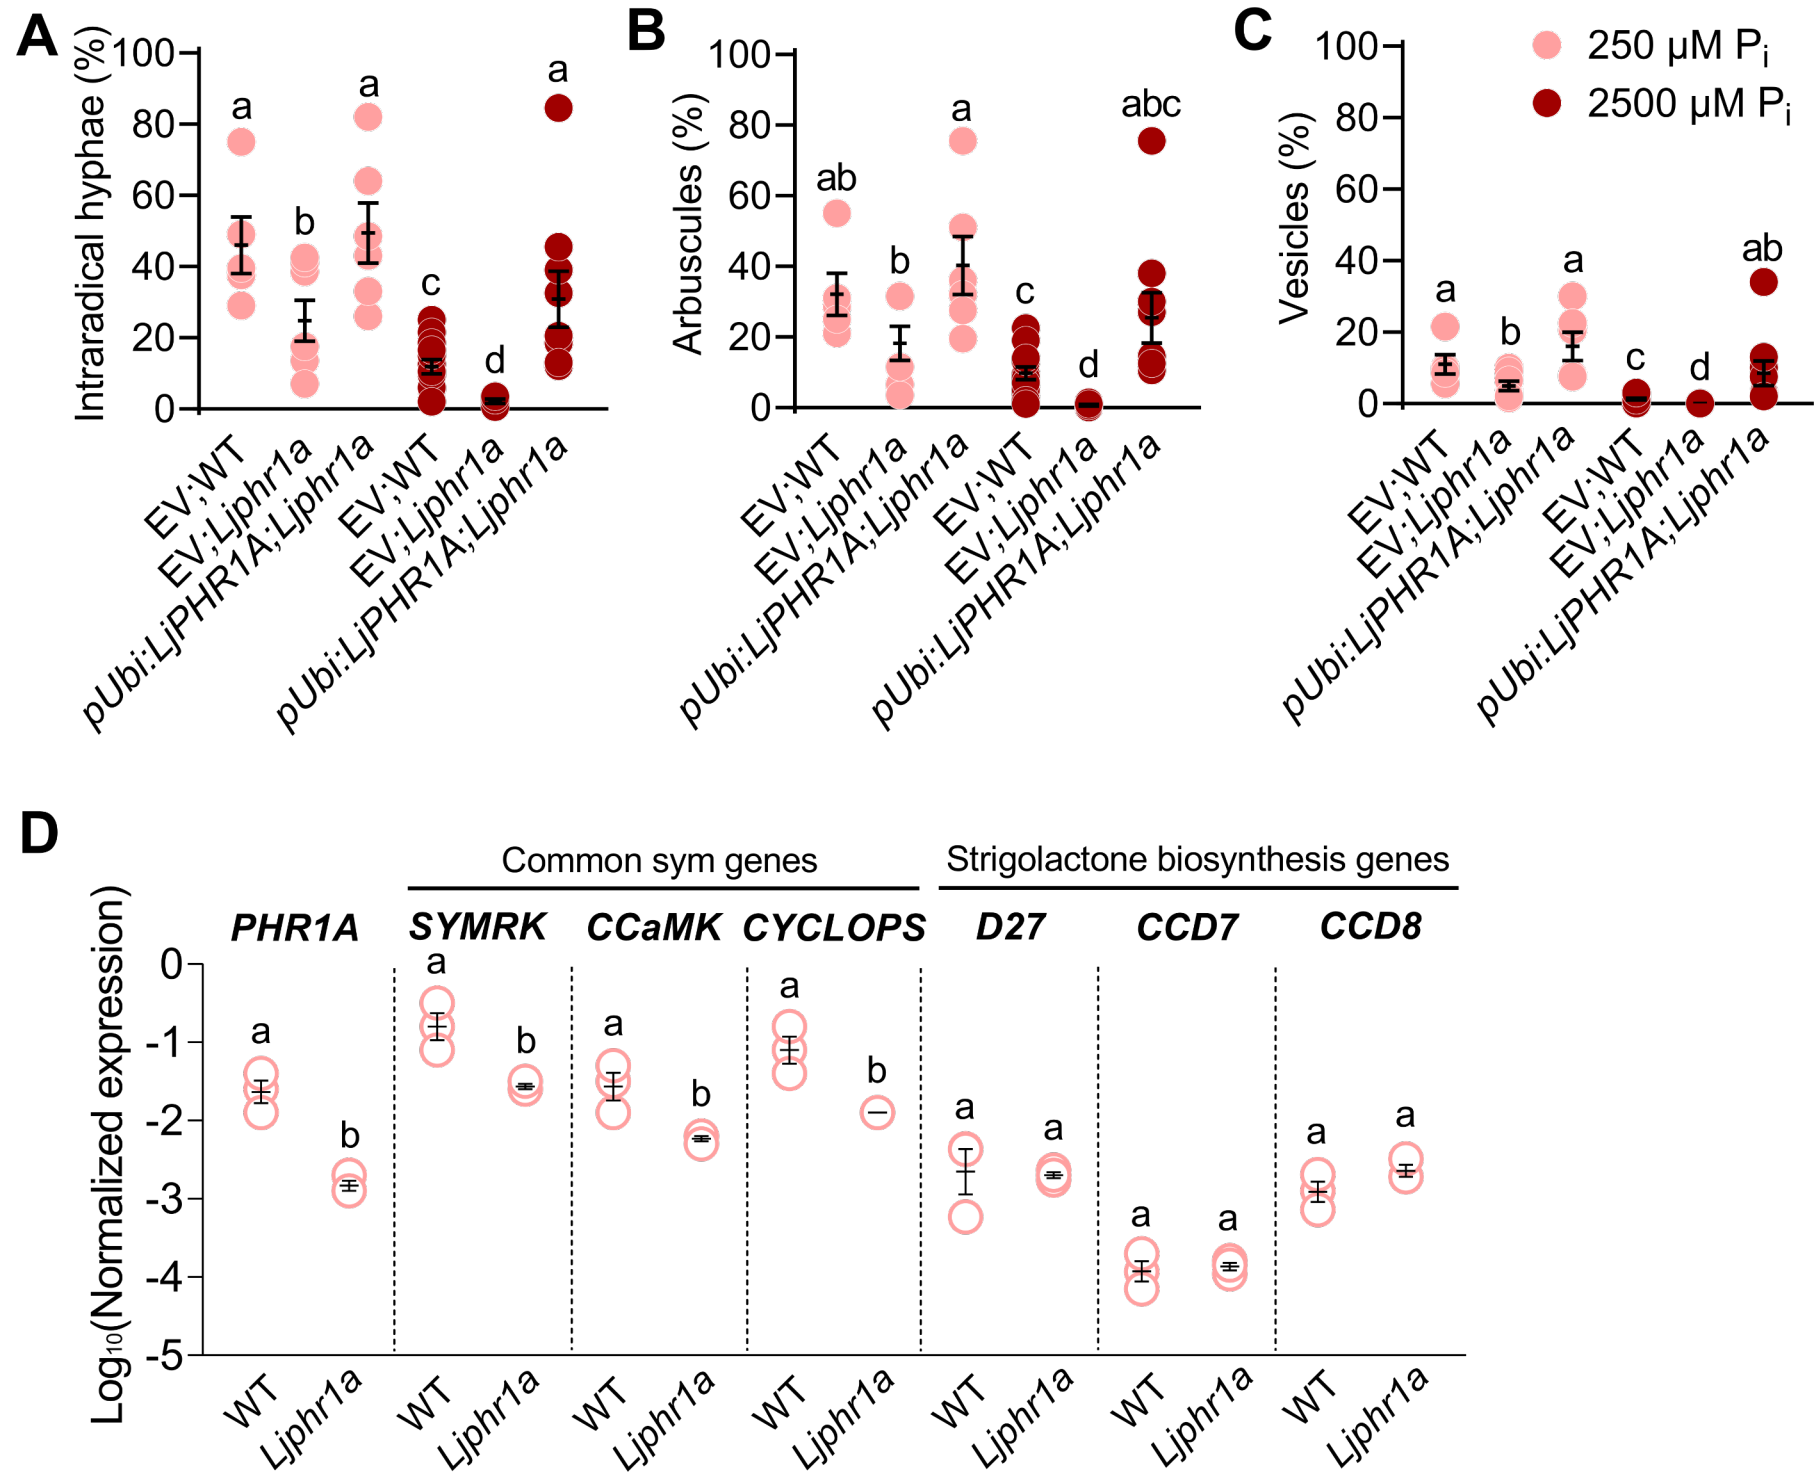 A
Intraradical hyphae (%)
100
80
60
40
20
0
a
b
a
c
d
a
EV;WT
EV;Ljphr1a
pUbi:LjPHR1A;Ljphr1a
EV;WT
EV;Ljphr1a
pUbi:LjPHR1A;Ljphr1a
B
Arbuscules (%)
100
80
60
40
20
0
ab
b
a
c
d
abc
EV;WT
EV;Ljphr1a
pUbi:LjPHR1A;Ljphr1a
EV;WT
EV;Ljphr1a
pUbi:LjPHR1A;Ljphr1a
C
Vesicles (%)
100
80
60
40
20
0
250 µM Pi
2500 µM Pi
a
b
a
c
d
ab
EV;WT
EV;Ljphr1a
pUbi:LjPHR1A;Ljphr1a
EV;WT
EV;Ljphr1a
pUbi:LjPHR1A;Ljphr1a
D
Common sym genes
Strigolactone biosynthesis genes
PHR1A SYMRK CCaMK CYCLOPS D27 CCD7 CCD8
Log10(Normalized expression)
0
-1
-2
-3
-4
-5
a
b
a
b
a
b
a
b
a
a
a
a
a
a
WT
Ljphr1a
WT
Ljphr1a
WT
Ljphr1a
WT
Ljphr1a
WT
Ljphr1a
WT
Ljphr1a
WT
Ljphr1a